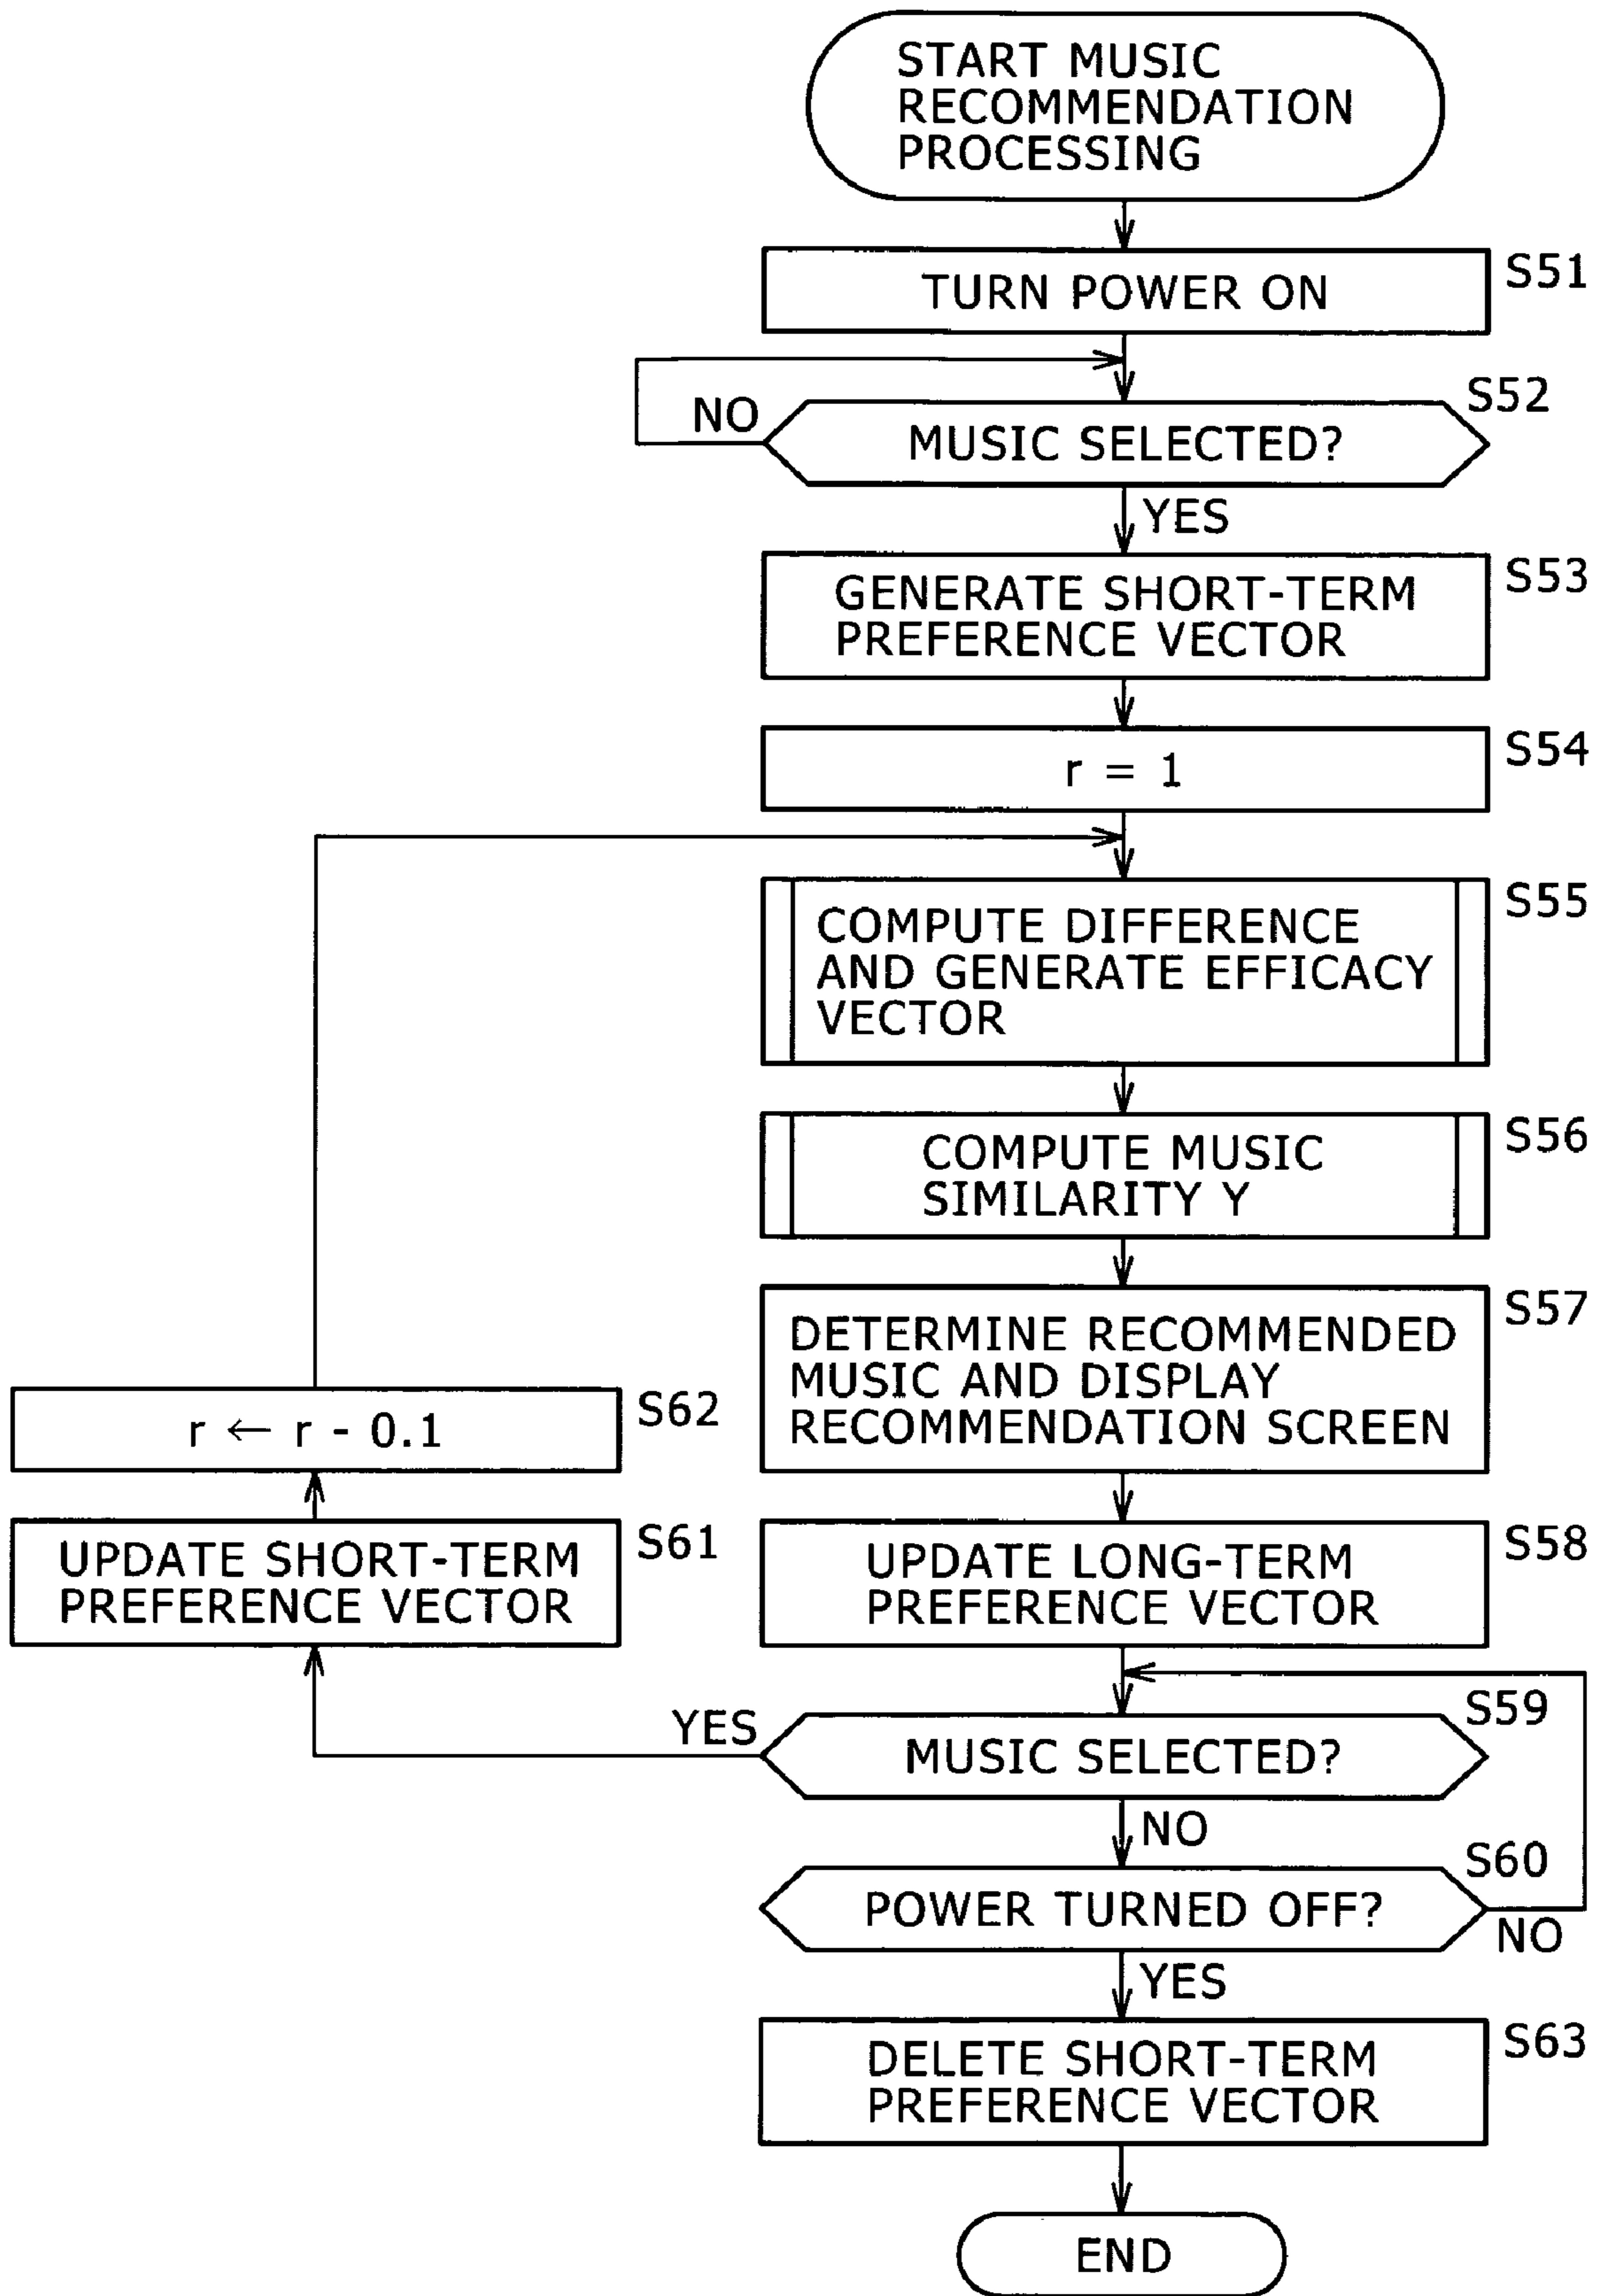 START MUSIC
RECOMMENDATION
PROCESSING
TURN POWER ON
S51
NO
MUSIC SELECTED?
S52
YES
GENERATE SHORT-TERM
PREFERENCE VECTOR
S53
r = 1
S54
COMPUTE DIFFERENCE
AND GENERATE EFFICACY
VECTOR
S55
COMPUTE MUSIC
SIMILARITY Y
S56
DETERMINE RECOMMENDED
MUSIC AND DISPLAY
RECOMMENDATION SCREEN
S57
r ← r - 0.1
S62
UPDATE SHORT-TERM
PREFERENCE VECTOR
S61
UPDATE LONG-TERM
PREFERENCE VECTOR
S58
YES
MUSIC SELECTED?
S59
NO
POWER TURNED OFF?
S60
NO
YES
DELETE SHORT-TERM
PREFERENCE VECTOR
S63
END